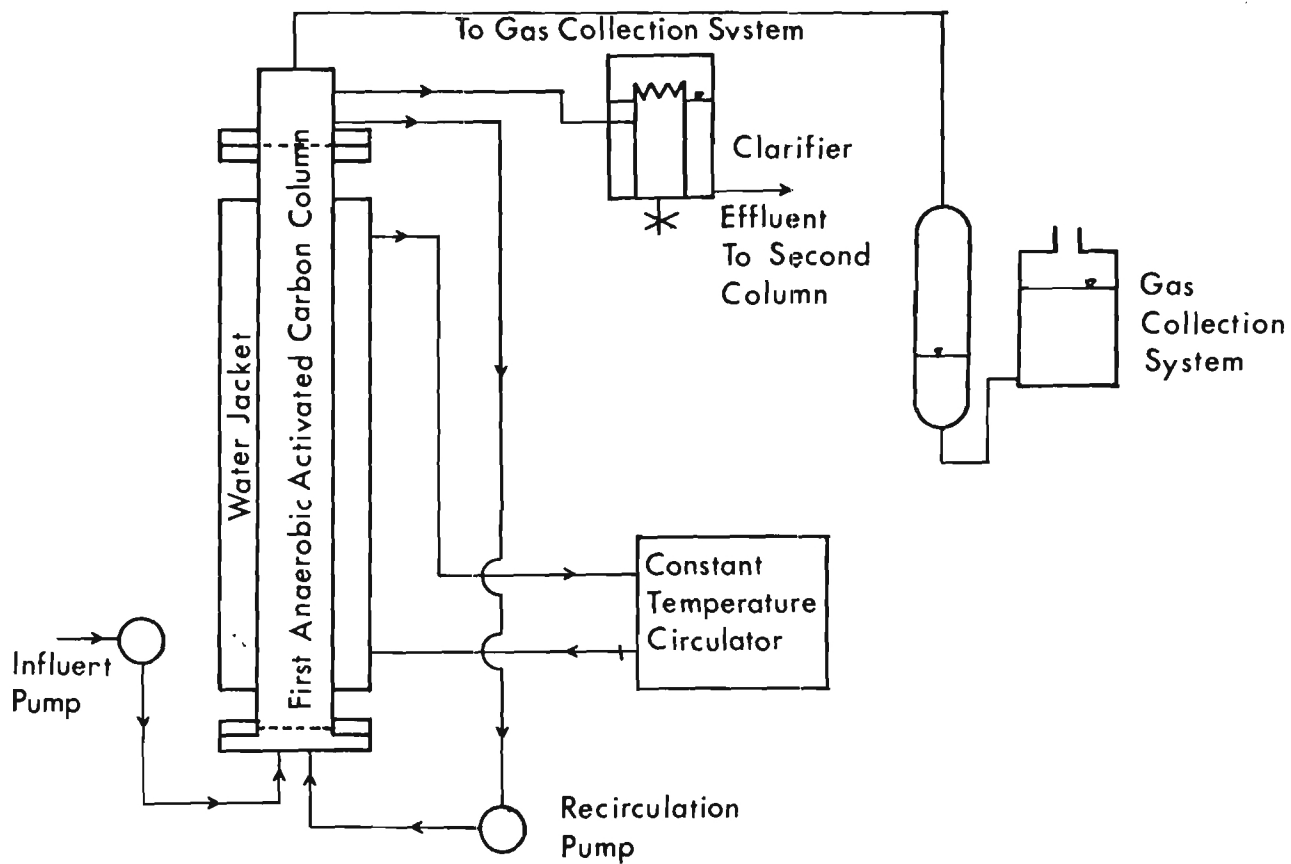 To Gas Collection System
Clarifier
Effluent
To Second
Column
Gas
Collection
System
Water Jacket
First Anaerobic Activated Carbon Column
Constant
Temperature
Circulator
Influert
Pump
Recirculation
Pump